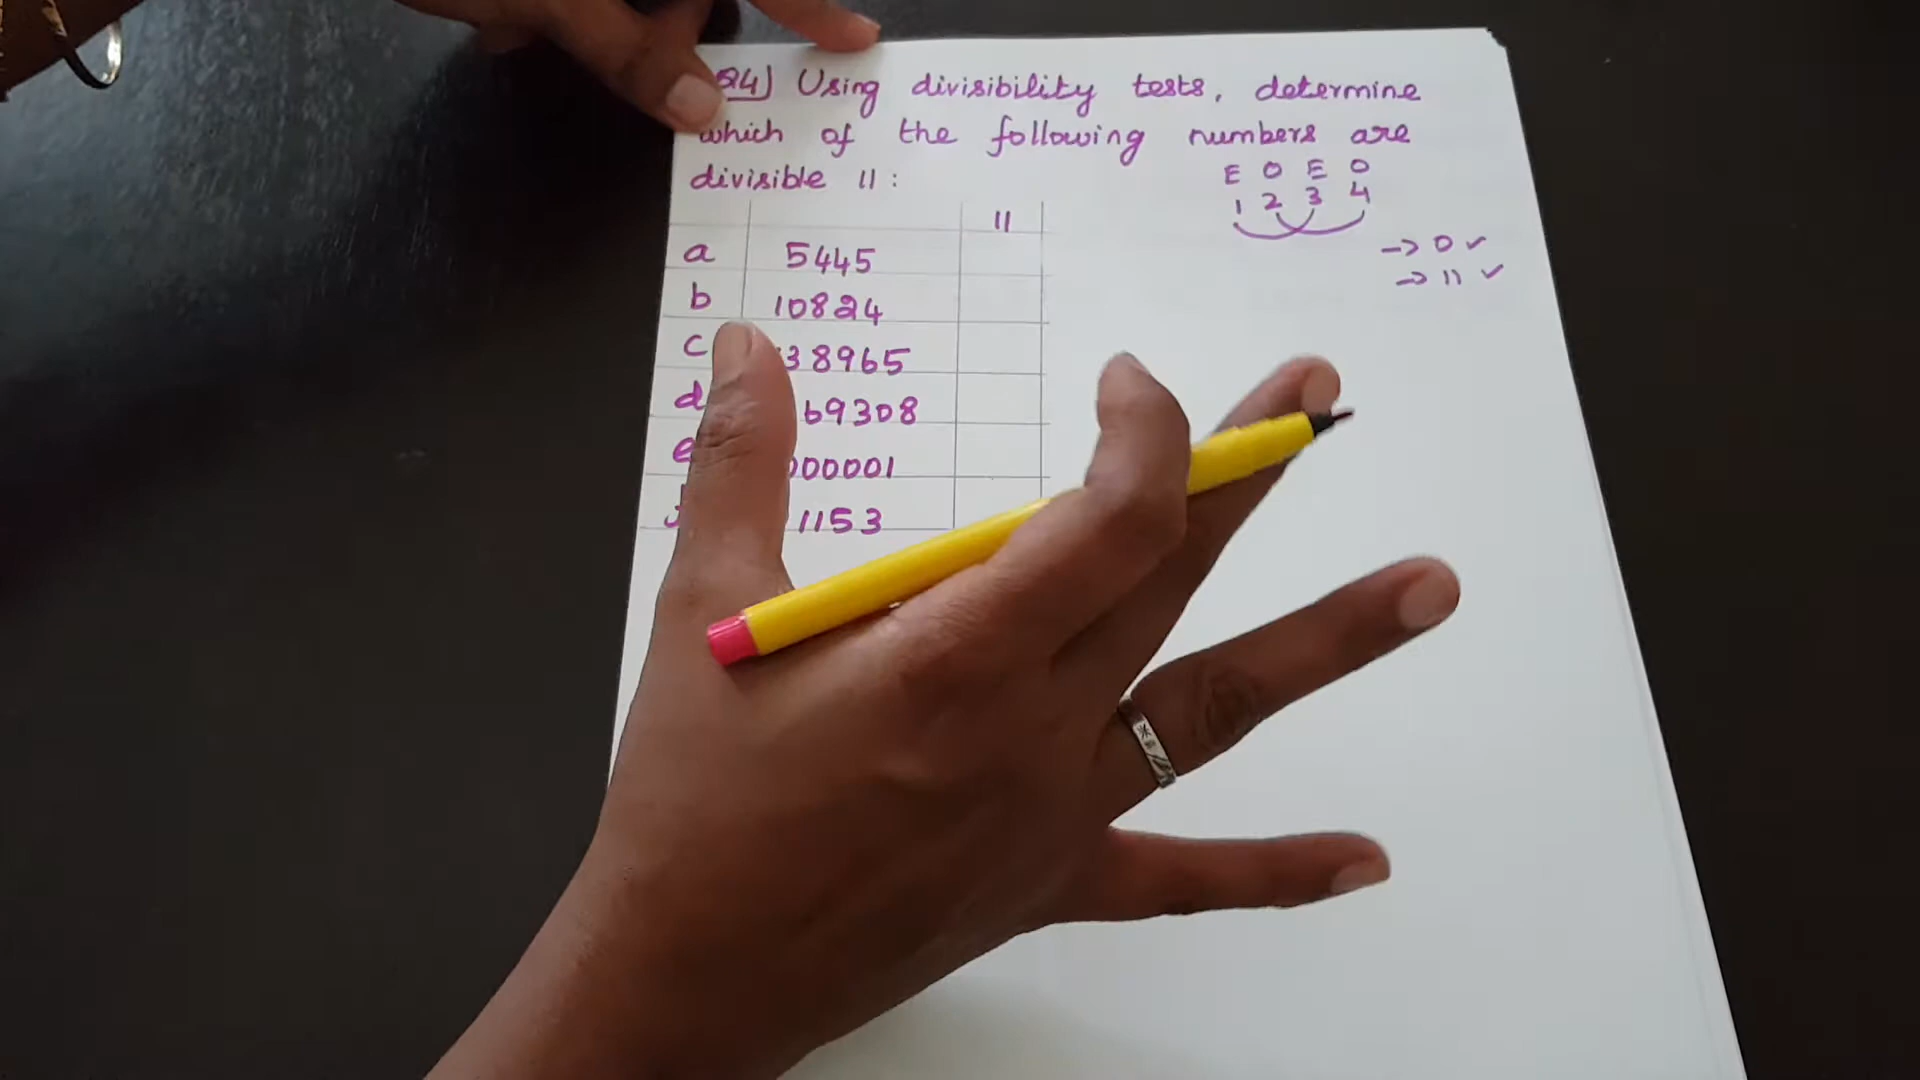 Q4) Using divisibility tests, determine
which of the following numbers are
divisible 11 :
E O E O
1 2 3 4
11
→ 0 ✓
→ 11 ✓
a 5445
b 10824
c 38965
d 69308
e 000001
1153